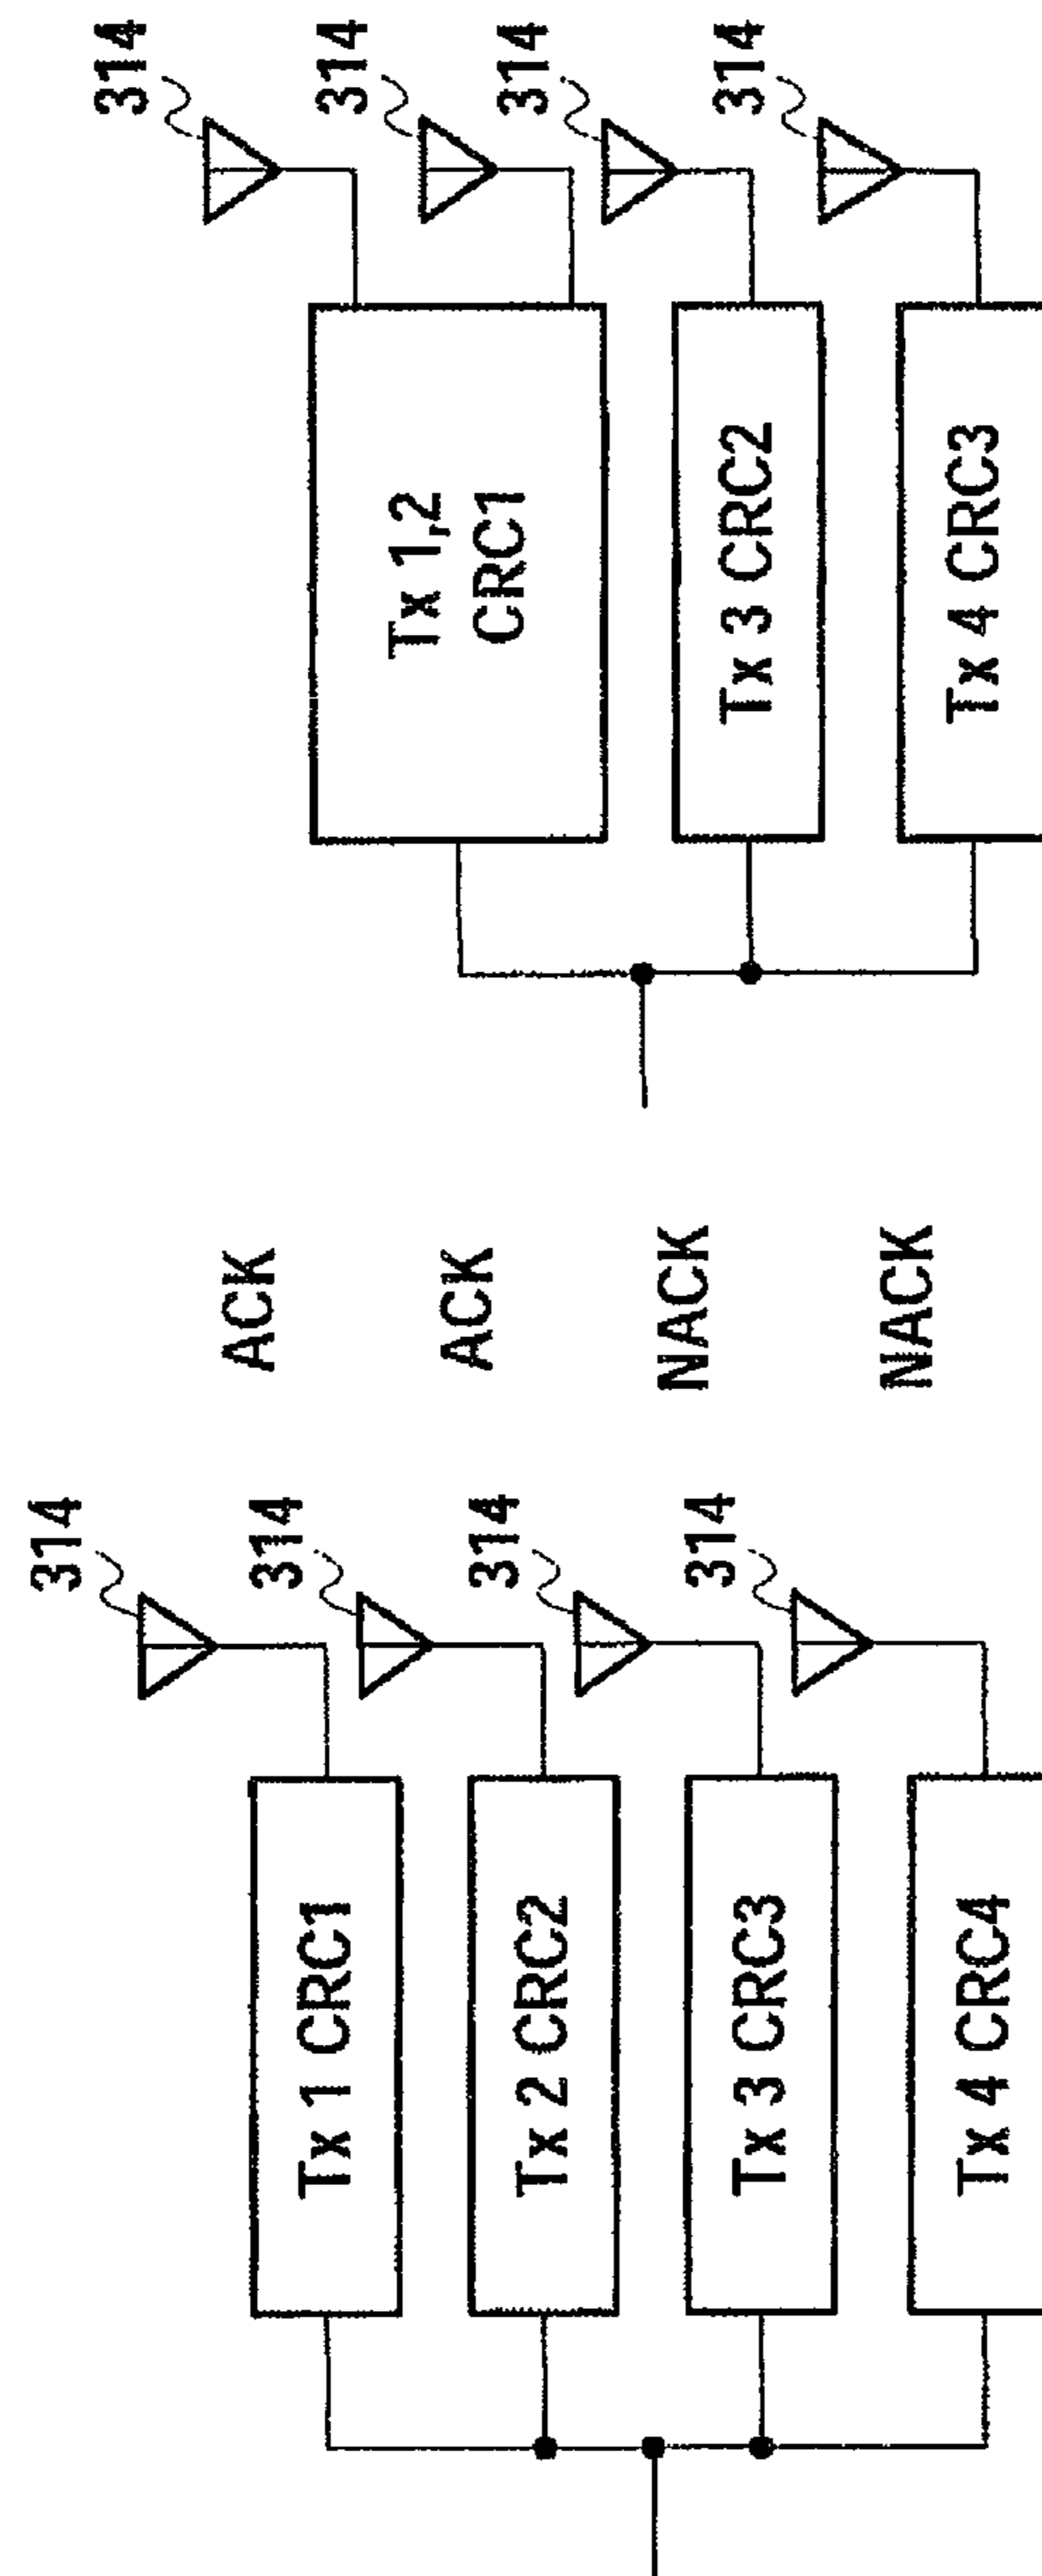 314
Tx 1 CRC1
314
Tx 2 CRC2
314
Tx 3 CRC3
314
Tx 4 CRC4
ACK
ACK
NACK
NACK
314
314
Tx 1,2
CRC1
314
Tx 3 CRC2
314
Tx 4 CRC3